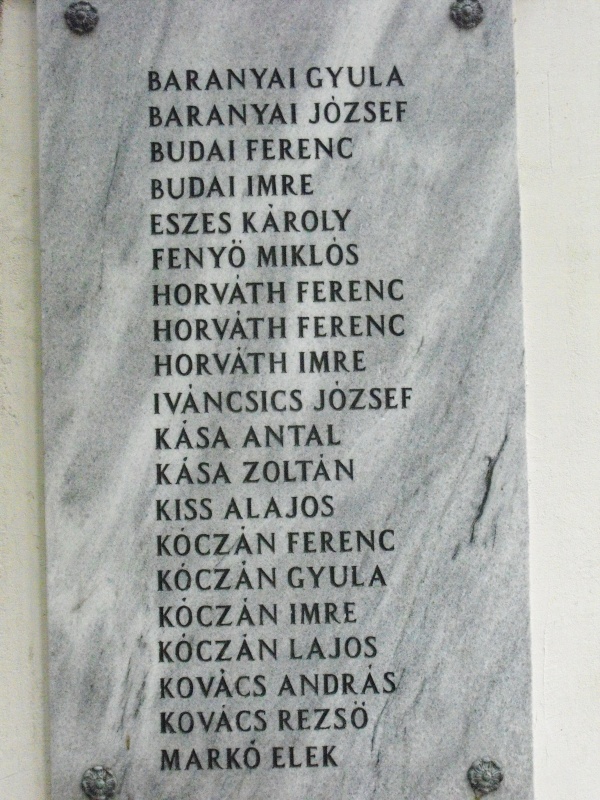 BARANYAI GYULA
BARANYAI JÓZSEF
BUDAI FERENC
BUDAI IMRE
ESZES KÁROLY
FENYÖ MIKLÓS
HORVÁTH FERENC
HORVÁTH FERENC
HORVÁTH IMRE
IVÁNCSICS JÓZSEF
KÁSA ANTAL
KÁSA ZOLTÁN
KISS ALAJOS
KÓCZÁN FERENC
KÓCZÁN GYULA
KÓCZÁN IMRE
KÓCZÁN LAJOS
KOVÁCS ANDRÁS
KOVÁCS REZSÖ
MARKÓ ELEK